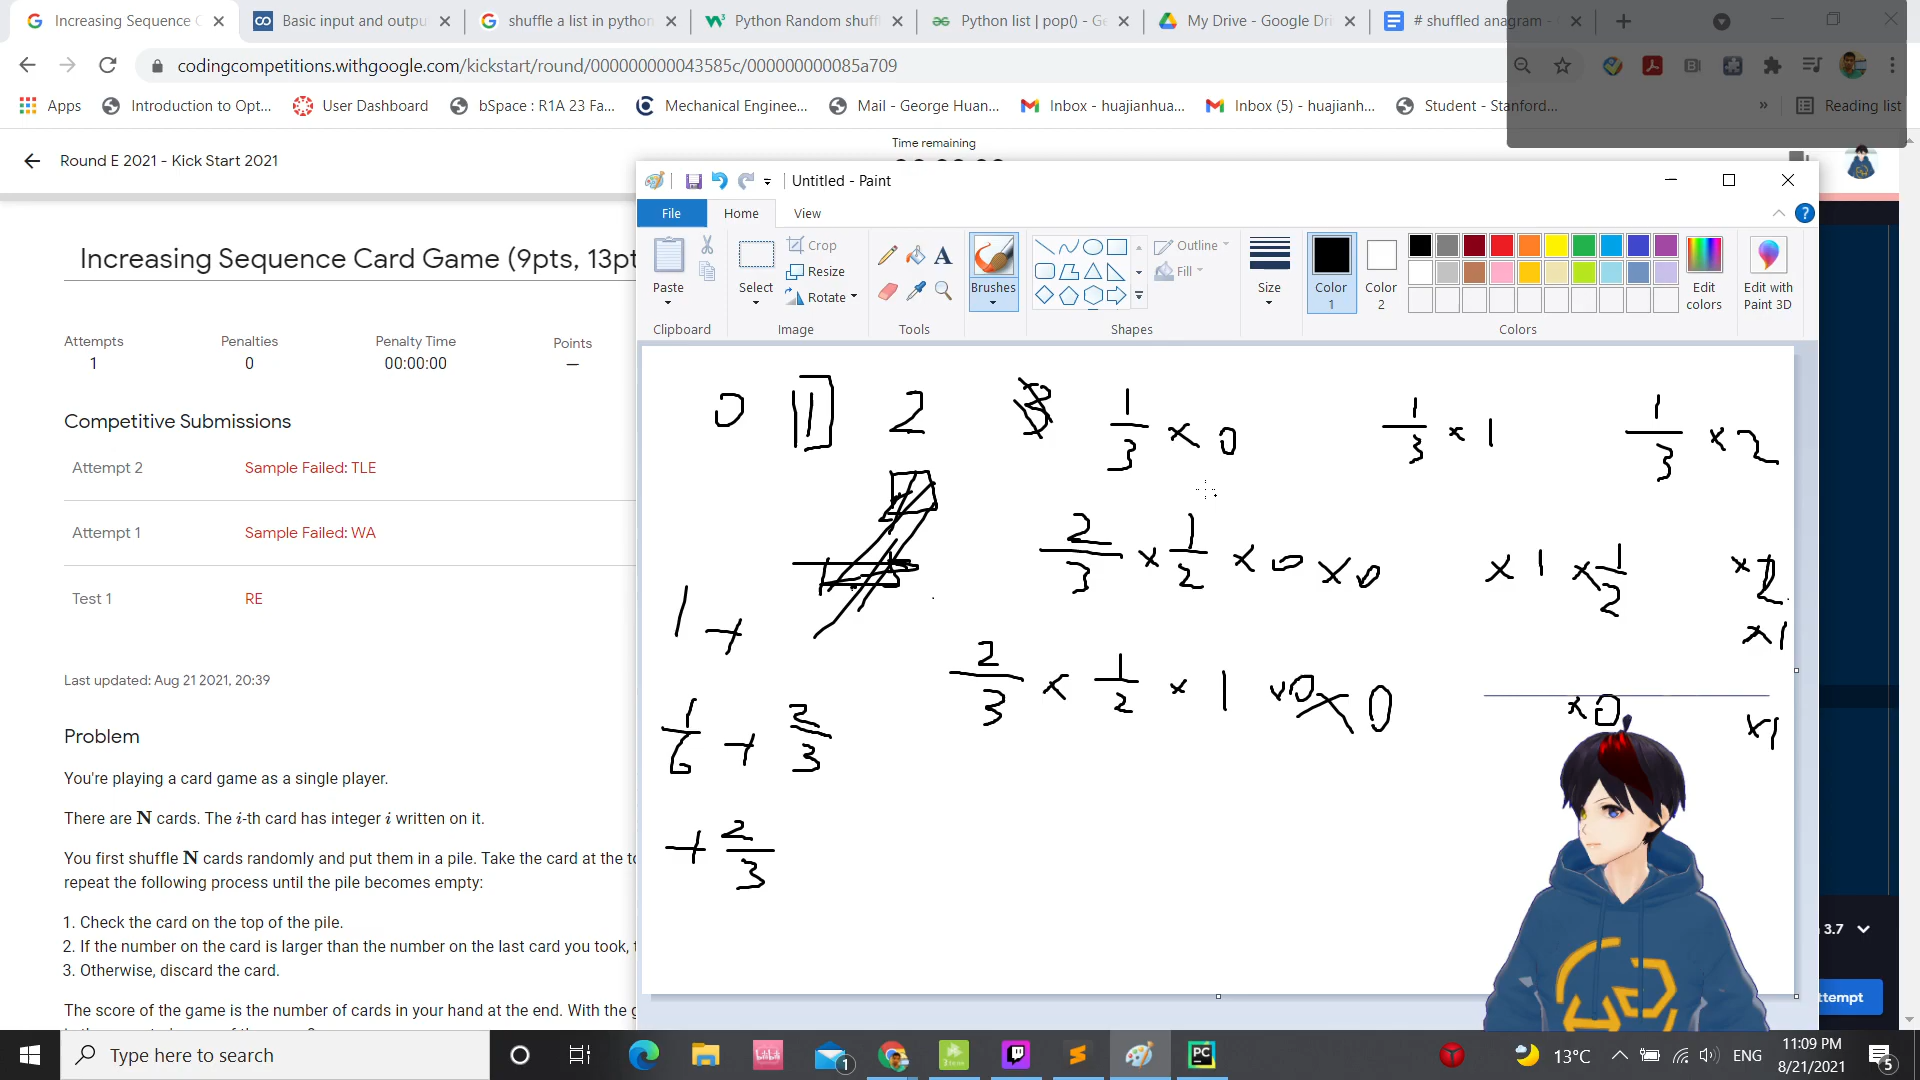 Increasing Sequence C
Basic input and outpu
shuffle a list in python
Python Random shuf
Python list | pop() - Ge
My Drive - Google Dri
# shuffled anagram -
codingcompetitions.withgoogle.com/kickstart/round/000000000043585c/000000000085a709
Apps
Introduction to Opt...
User Dashboard
bSpace : R1A 23 Fa...
Mechanical Enginee...
Mail - George Huan...
Inbox - huajianhua...
Inbox (5) - huajianh...
Student - Stanford...
»
Reading list
Round E 2021 - Kick Start 2021
Time remaining
Untitled - Paint
File
Home
View
Paste
Crop
Resize
Rotate
Select
Brushes
Outline
Fill
Size
Color 1
Color 2
Edit colors
Edit with Paint 3D
Clipboard
Image
Tools
Shapes
Colors
Increasing Sequence Card Game (9pts, 13pt
Attempts
Penalties
Penalty Time
Points
1
0
00:00:00
—
Competitive Submissions
Attempt 2
Sample Failed: TLE
Attempt 1
Sample Failed: WA
Test 1
RE
Last updated: Aug 21 2021, 20:39
Problem
You're playing a card game as a single player.
There are N cards. The i-th card has integer i written on it.
You first shuffle N cards randomly and put them in a pile. Take the card at the to
repeat the following process until the pile becomes empty:
1. Check the card on the top of the pile.
2. If the number on the card is larger than the number on the last card you took, t
3. Otherwise, discard the card.
The score of the game is the number of cards in your hand at the end. With the g
0 1 2
1/3 × 0
1/3 × 1
1/3 × 2
2/3 × 1/2 × 0 × 0
× 1 × 1/2
×1
2/3 × 1/2 × 1 ×0 × 0
×0
×1
1 +
1/6 + 2/3
+ 2/3
3.7
ttempt
Type here to search
1
PC
13°C
ENG
11:09 PM
8/21/2021
5